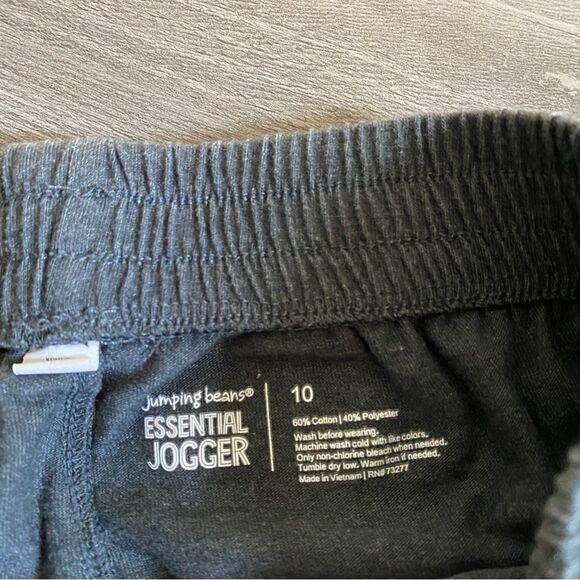 jumping beans®
ESSENTIAL
JOGGER
10
60% Cotton | 40% Polyester
Wash before wearing.
Machine wash cold with like colors.
Only non-chlorine bleach when needed.
Tumble dry low. Warm iron if needed.
Made in Vietnam | RN# 73277